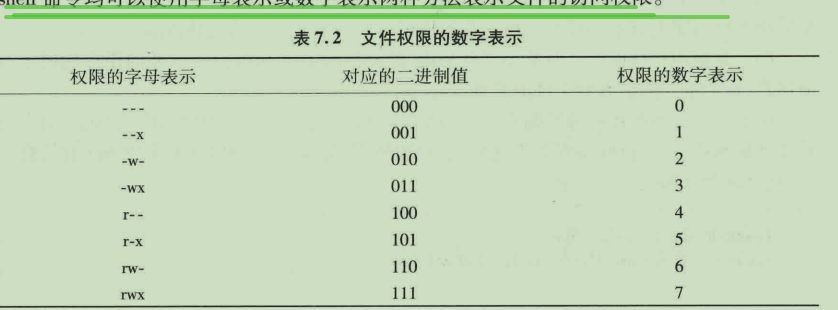 shell 命令均可以使用字母表示或数字表示两种方法表示文件的访问权限。
表 7.2 文件权限的数字表示
权限的字母表示 对应的二进制值 权限的数字表示
--- 000 0
--x 001 1
-w- 010 2
-wx 011 3
r-- 100 4
r-x 101 5
rw- 110 6
rwx 111 7